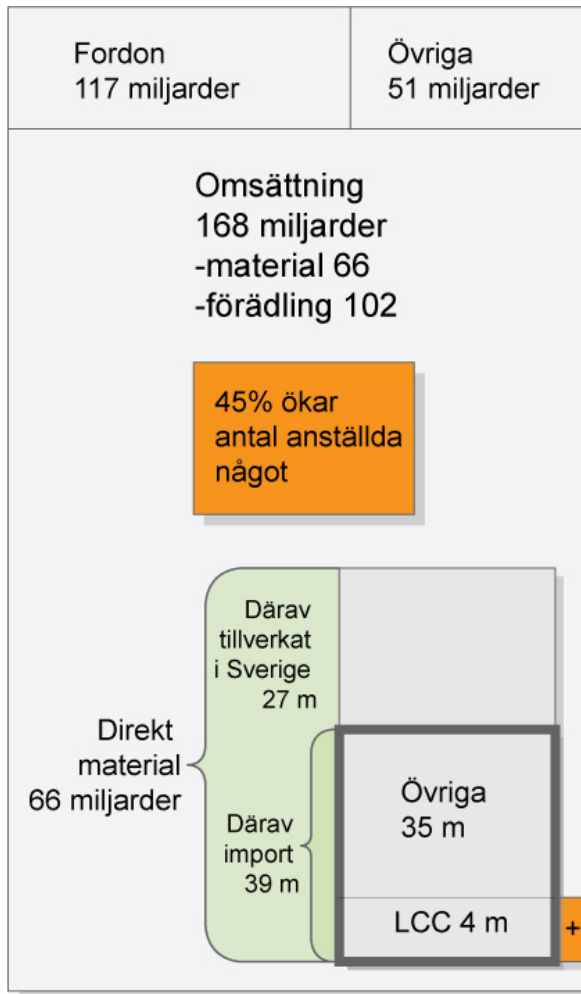 Fordon
117 miljarder
Övriga
51 miljarder
Omsättning
168 miljarder
-material 66
-förädling 102
45% ökar
antal anställda
något
Därav
tillverkat
i Sverige
27 m
Direkt
material
66 miljarder
Därav
import
39 m
Övriga
35 m
LCC 4 m
+